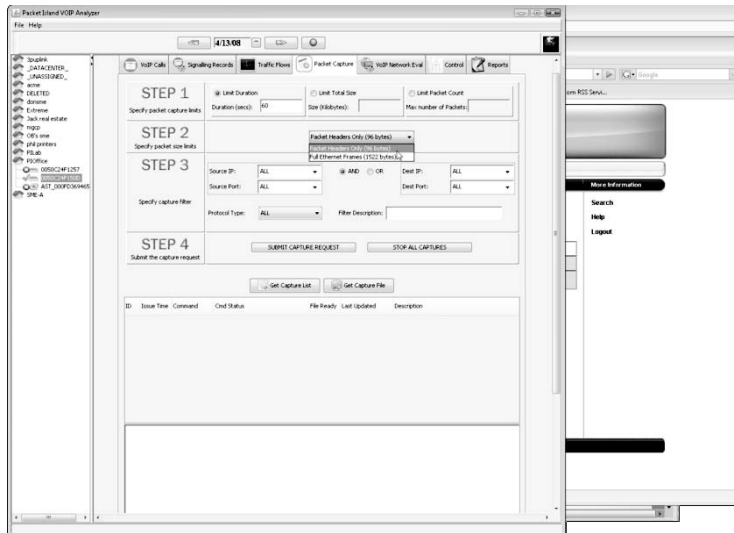 Packet Island VOIP Analyzer
File Help
4/13/08
3puplink
_DATACENTER_
_UNASSIGNED_
acme
DELETED
doname
Extreme
Jack real estate
mgcp
OB's sme
phil printers
PILab
PIOffice
0050C24F1257
0050C24F150D
AST_000FD0369465
SME-A
VoIP Calls Signaling Records Traffic Flows Packet Capture VoIP Network Eval Control Reports
STEP 1
Specify packet capture limits
Limit Duration Limit Total Size Limit Packet Count
Duration (secs): 60 Size (Kilobytes): Max number of Packets:
STEP 2
Specify packet size limits
Packet Headers Only (96 bytes)
Packet Headers Only (96 bytes)
Full Ethernet Frames (1522 bytes)
STEP 3
Specify capture filter
Source IP: ALL AND OR Dest IP: ALL
Source Port: ALL Dest Port: ALL
Protocol Type: ALL Filter Description:
STEP 4
Submit the capture request
SUBMIT CAPTURE REQUEST STOP ALL CAPTURES
Get Capture List Get Capture File
ID Issue Time Command Cmd Status File Ready Last Updated Description
Google
om RSS Servi...
More Information
Search
Help
Logout